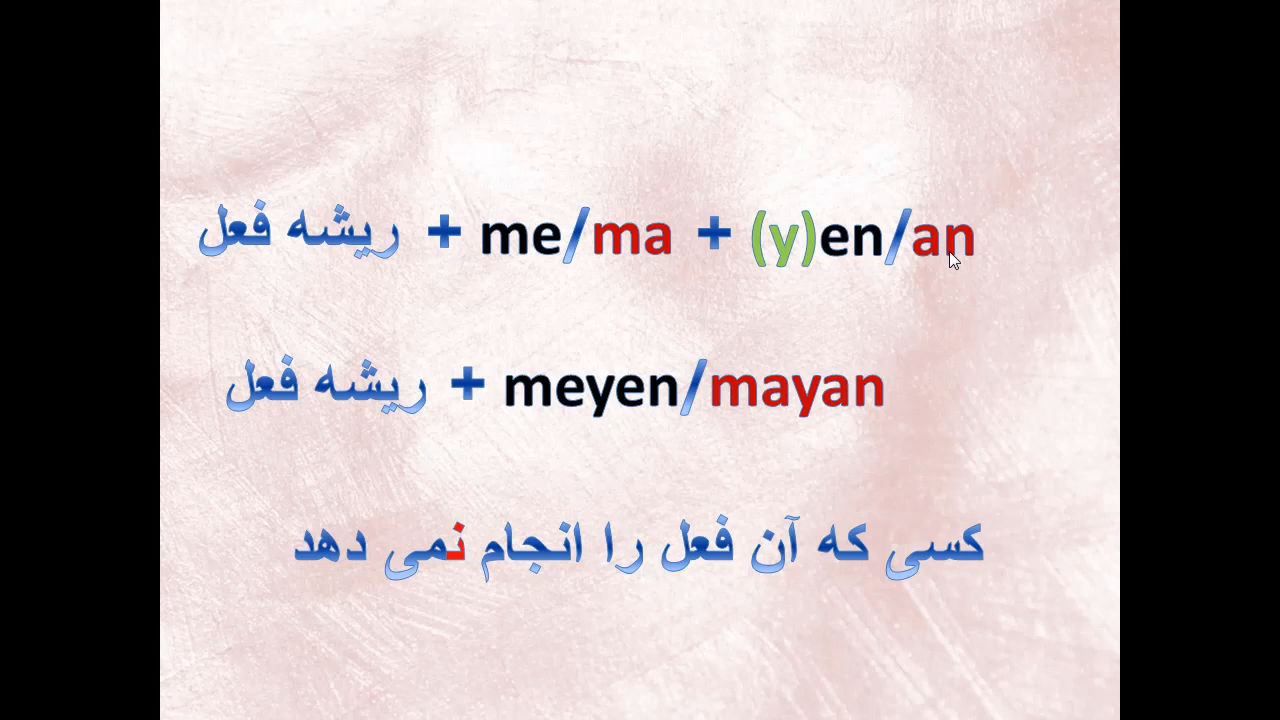 ریشه فعل + me/ma + (y)en/an
ریشه فعل + meyen/mayan
کسی که آن فعل را انجام نمی دهد